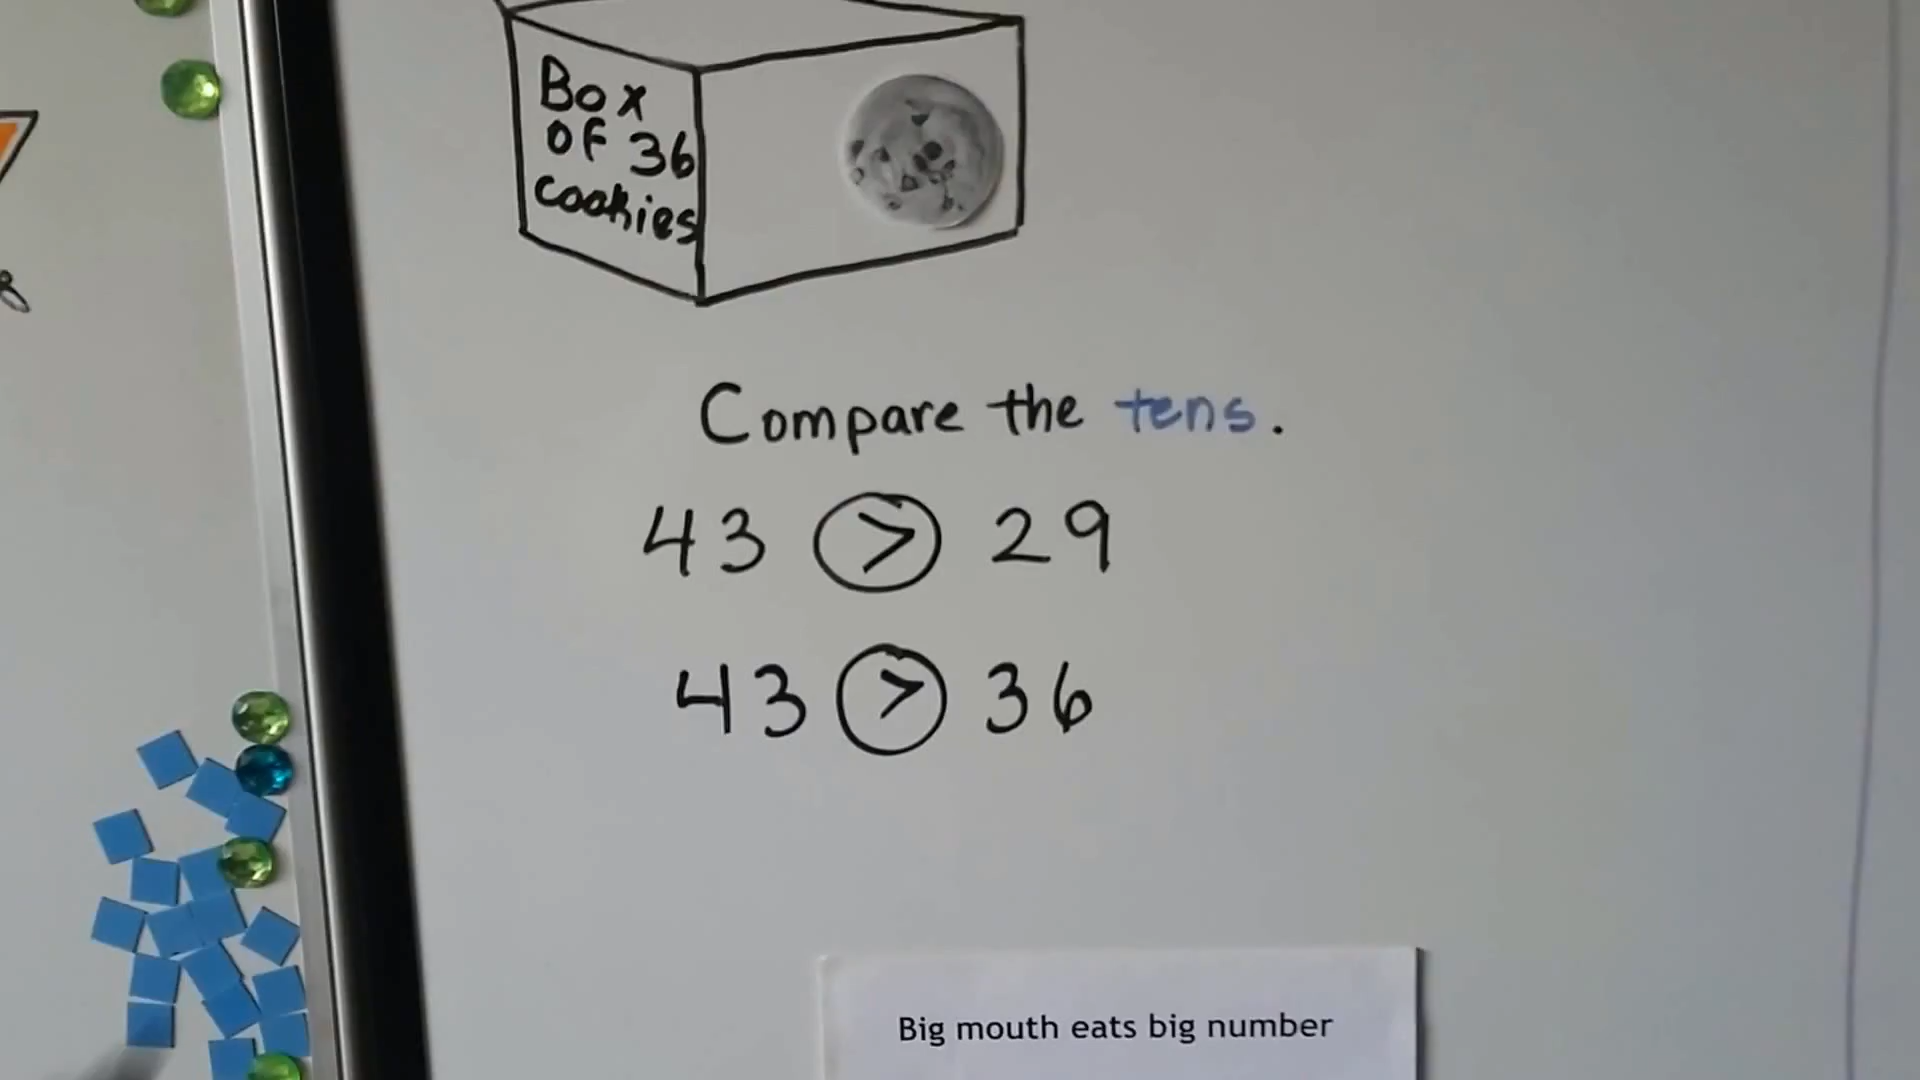 Box
OF 36
cookies
Compare the tens.
43 > 29
43 > 36
Big mouth eats big number